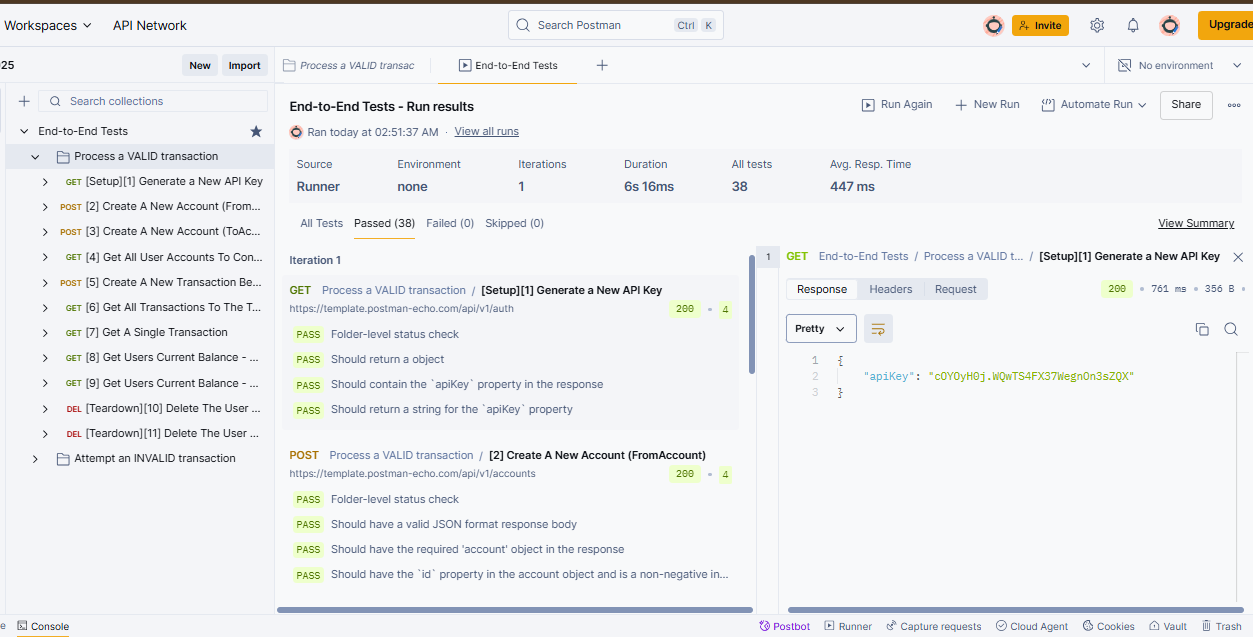 Workspaces API Network Search Postman Ctrl K Invite Upgrade
25 New Import Process a VALID transac End-to-End Tests No environment
Search collections
End-to-End Tests
Process a VALID transaction
GET [Setup][1] Generate a New API Key
POST [2] Create A New Account (From...
POST [3] Create A New Account (ToAc...
GET [4] Get All User Accounts To Con...
POST [5] Create A New Transaction Be...
GET [6] Get All Transactions To The T...
GET [7] Get A Single Transaction
GET [8] Get Users Current Balance - ...
GET [9] Get Users Current Balance - ...
DEL [Teardown][10] Delete The User ...
DEL [Teardown][11] Delete The User ...
Attempt an INVALID transaction
End-to-End Tests - Run results Run Again New Run Automate Run Share
Ran today at 02:51:37 AM · View all runs
Source Environment Iterations Duration All tests Avg. Resp. Time
Runner none 1 6s 16ms 38 447 ms
All Tests Passed (38) Failed (0) Skipped (0) View Summary
Iteration 1
GET Process a VALID transaction / [Setup][1] Generate a New API Key
https://template.postman-echo.com/api/v1/auth 200 4
PASS Folder-level status check
PASS Should return a object
PASS Should contain the `apiKey` property in the response
PASS Should return a string for the `apiKey` property
POST Process a VALID transaction / [2] Create A New Account (FromAccount)
https://template.postman-echo.com/api/v1/accounts 200 4
PASS Folder-level status check
PASS Should have a valid JSON format response body
PASS Should have the required 'account' object in the response
PASS Should have the `id` property in the account object and is a non-negative in...
1 GET End-to-End Tests / Process a VALID t... / [Setup][1] Generate a New API Key
Response Headers Request 200 761 ms 356 B
Pretty
1 {
2 "apiKey": "cOYOyH0j.WQwTS4FX37WegnOn3sZQX"
3 }
e Console Postbot Runner Capture requests Cloud Agent Cookies Vault Trash